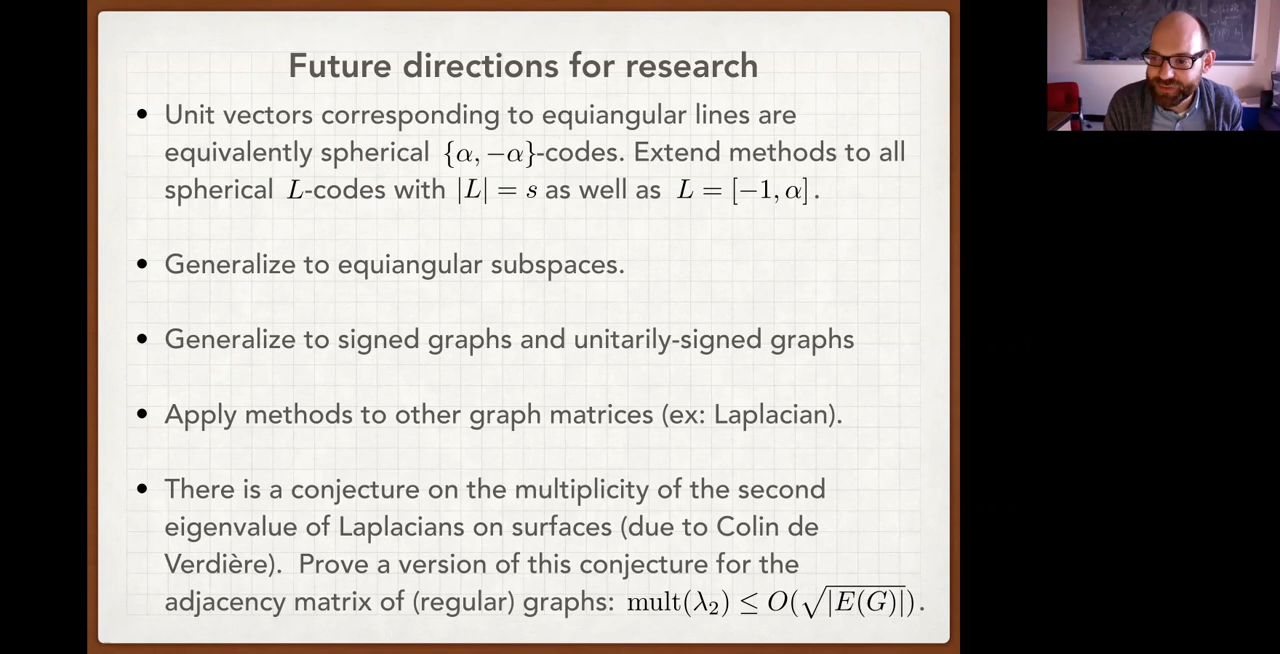 Future directions for research
• Unit vectors corresponding to equiangular lines are
equivalently spherical {α, −α}-codes. Extend methods to all
spherical L-codes with |L| = s as well as L = [−1, α].
• Generalize to equiangular subspaces.
• Generalize to signed graphs and unitarily-signed graphs
• Apply methods to other graph matrices (ex: Laplacian).
• There is a conjecture on the multiplicity of the second
eigenvalue of Laplacians on surfaces (due to Colin de
Verdière). Prove a version of this conjecture for the
adjacency matrix of (regular) graphs: mult(λ₂) ≤ O(√|E(G)|).